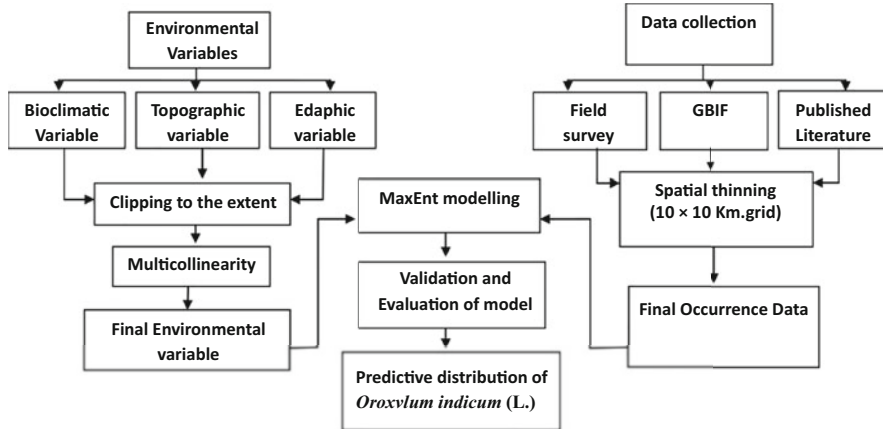 Environmental
Variables
Data collection
Bioclimatic
Variable
Topographic
variable
Edaphic
variable
Field
survey
GBIF
Published
Literature
Clipping to the extent
MaxEnt modelling
Spatial thinning
(10 × 10 Km.grid)
Multicollinearity
Validation and
Evaluation of model
Final Environmental
variable
Final Occurrence Data
Predictive distribution of
Oroxvlum indicum (L.)